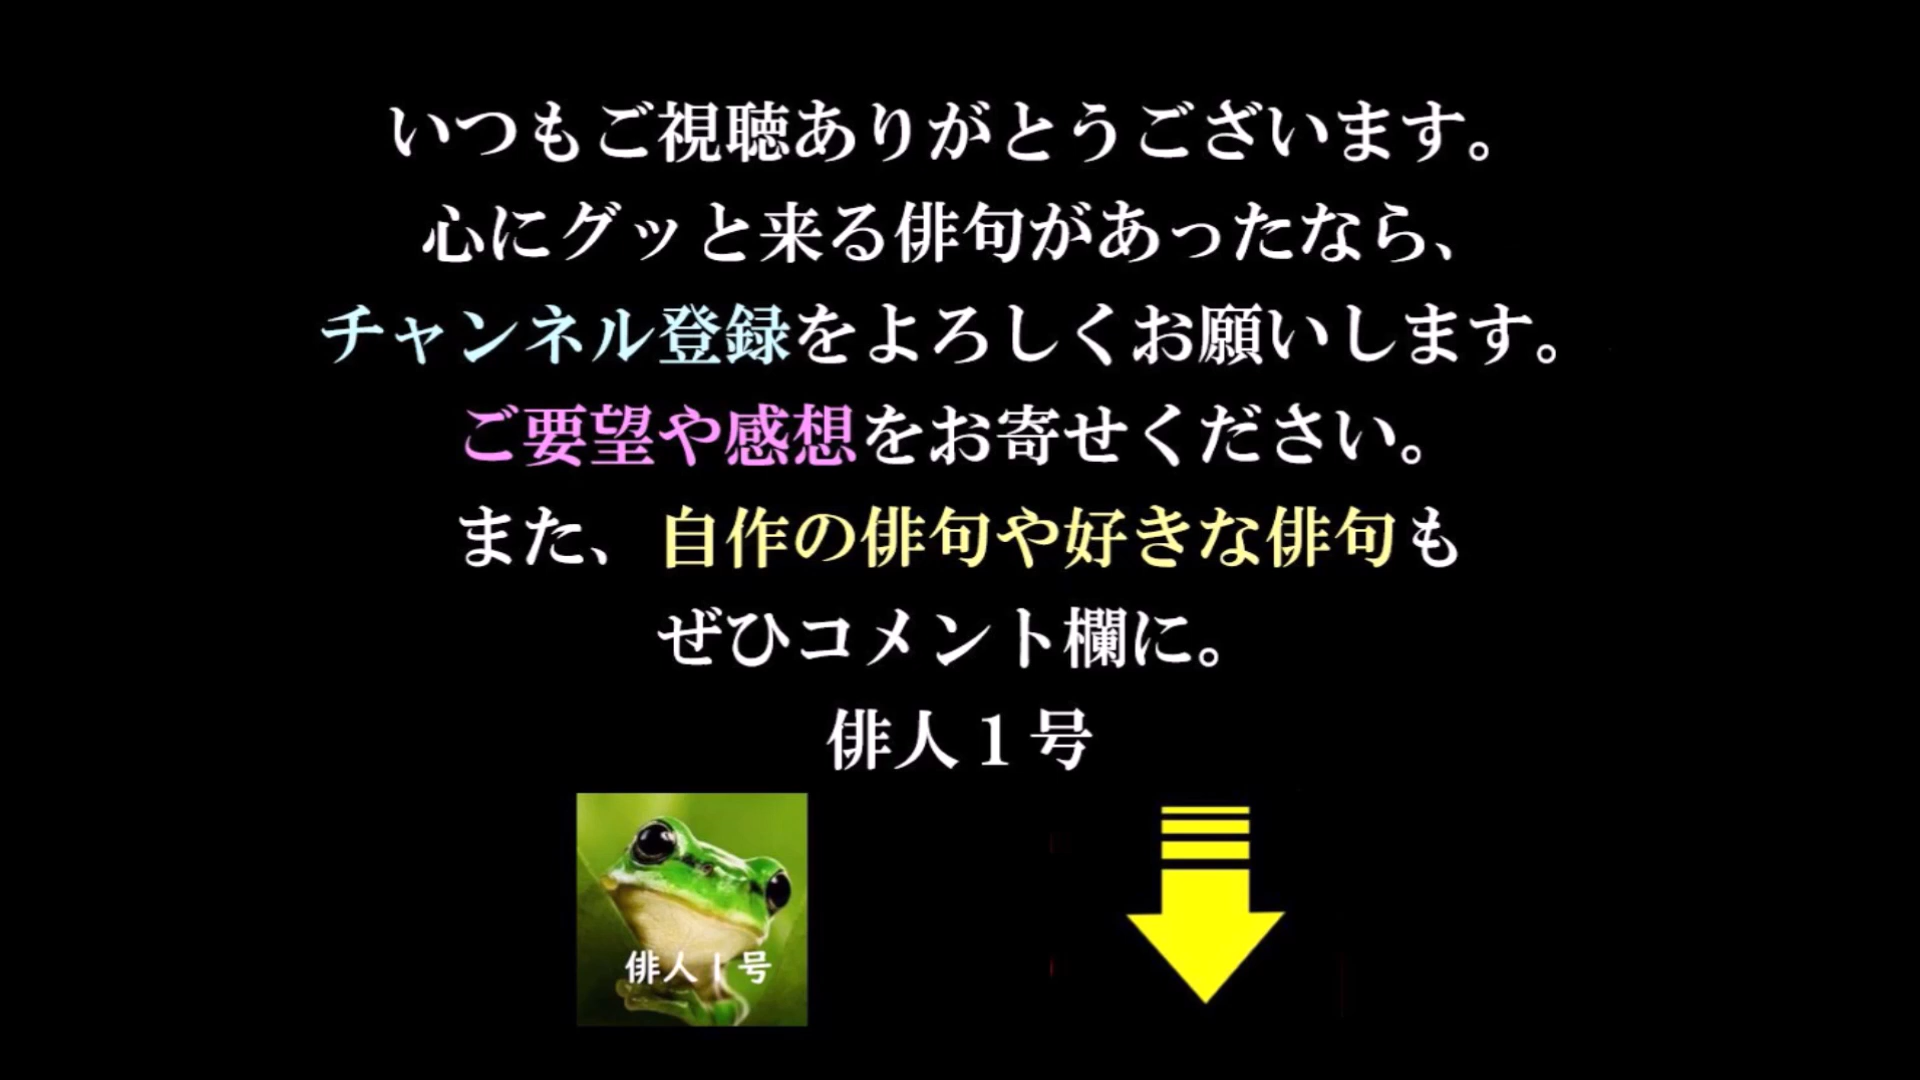 いつもご視聴ありがとうございます。
心にグッと来る俳句があったなら、
チャンネル登録をよろしくお願いします。
ご要望や感想をお寄せください。
また、自作の俳句や好きな俳句も
ぜひコメント欄に。
俳人１号
俳人１号